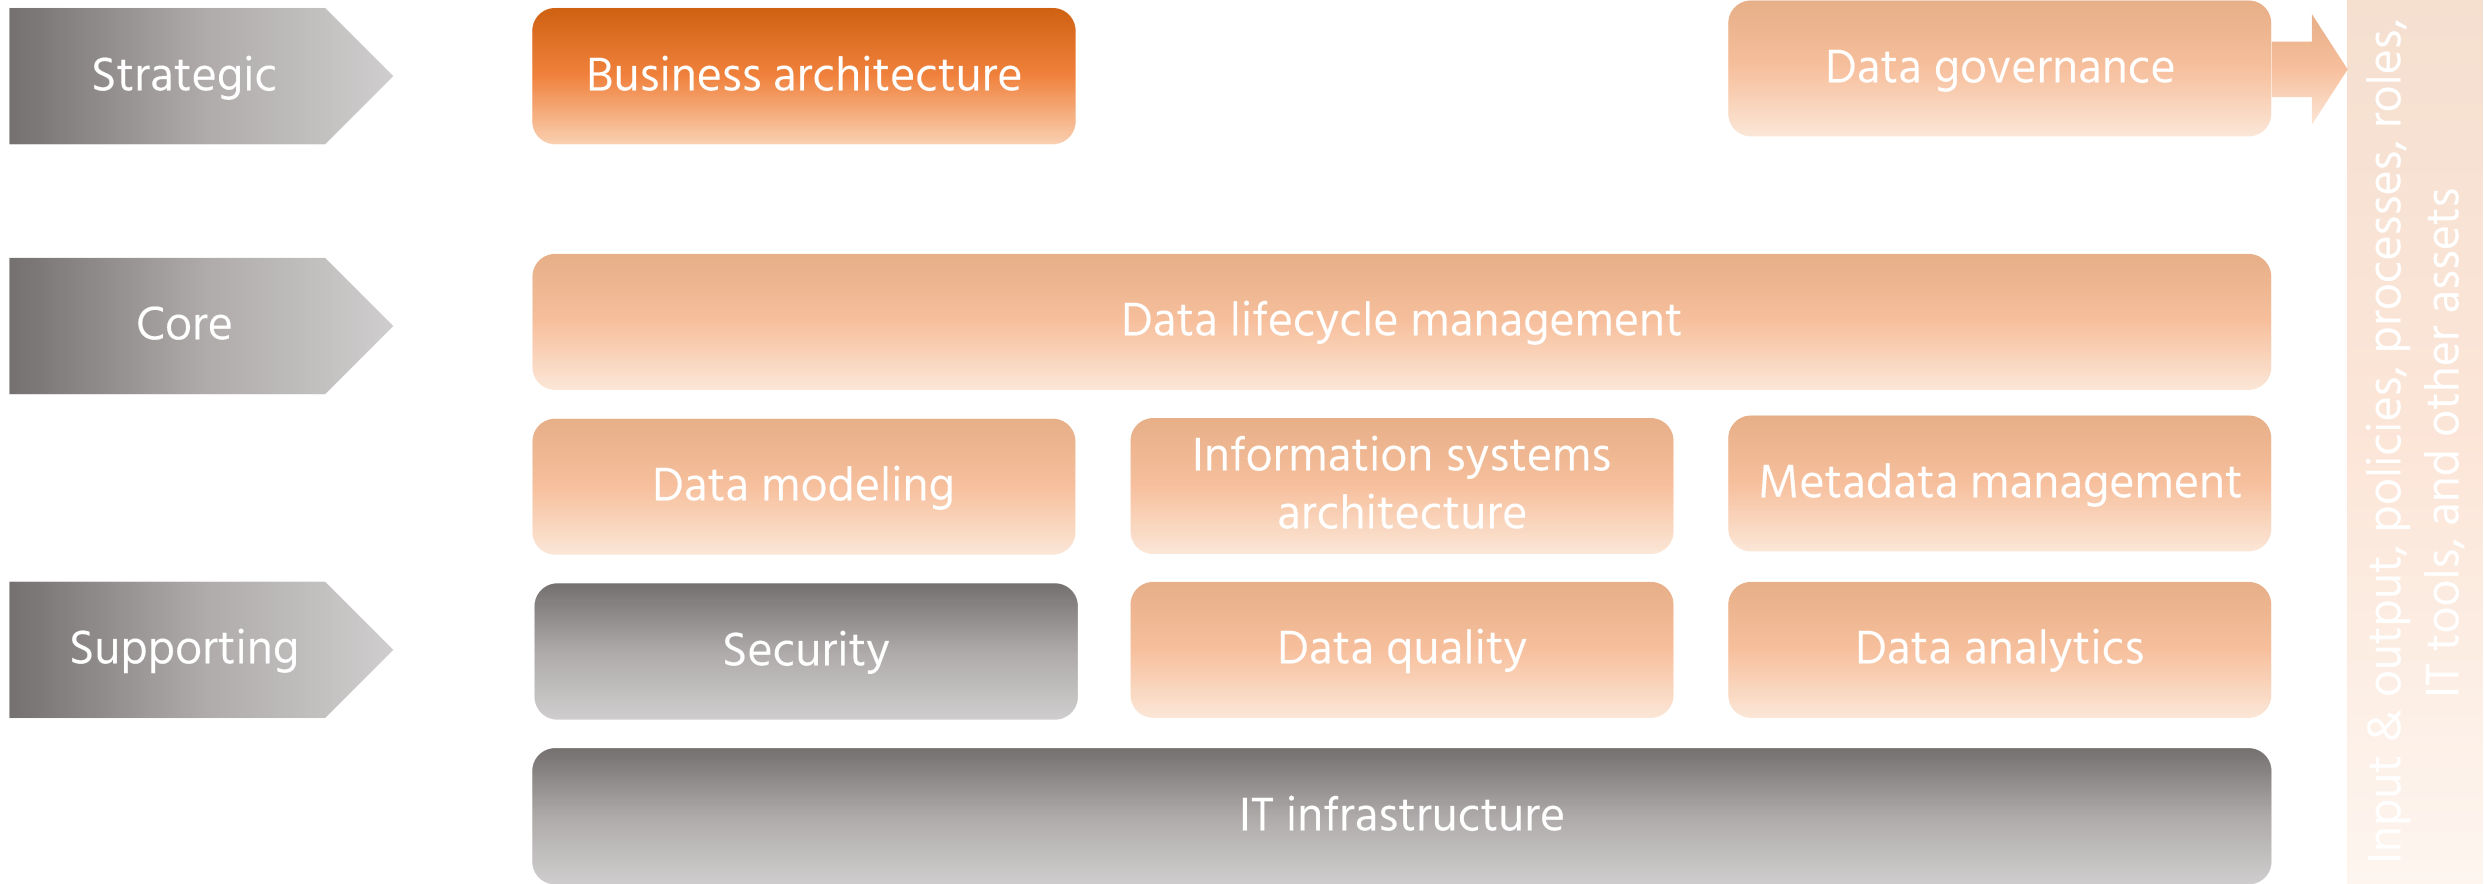 Strategic
Business architecture
Data governance
Core
Data lifecycle management
Data modeling
Information systems
architecture
Metadata management
Supporting
Security
Data quality
Data analytics
IT infrastructure
Input & output, policies, processes, roles,
IT tools, and other assets